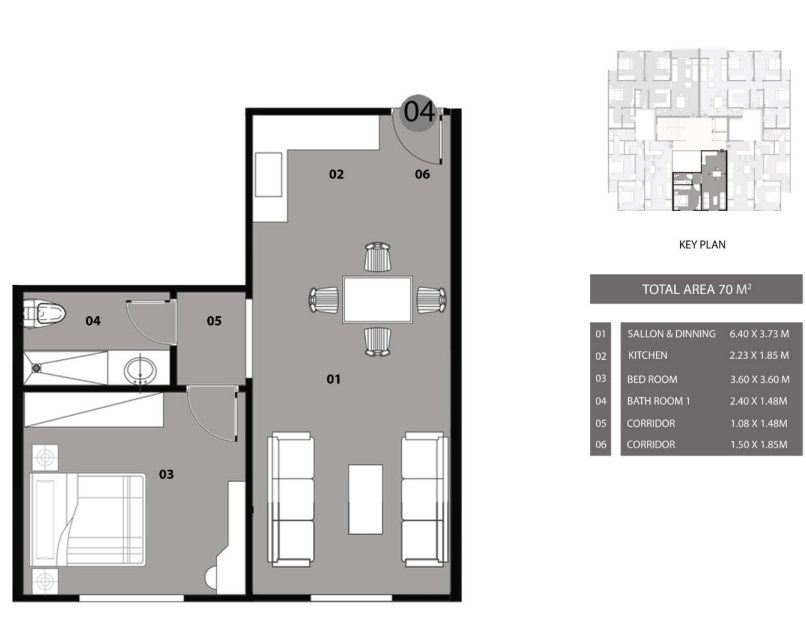 04
02
06
04
05
01
03
KEY PLAN
TOTAL AREA 70 M²
01 SALLON & DINNING 6.40 X 3.73 M
02 KITCHEN 2.23 X 1.85 M
03 BED ROOM 3.60 X 3.60 M
04 BATH ROOM 1 2.40 X 1.48M
05 CORRIDOR 1.08 X 1.48M
06 CORRIDOR 1.50 X 1.85M